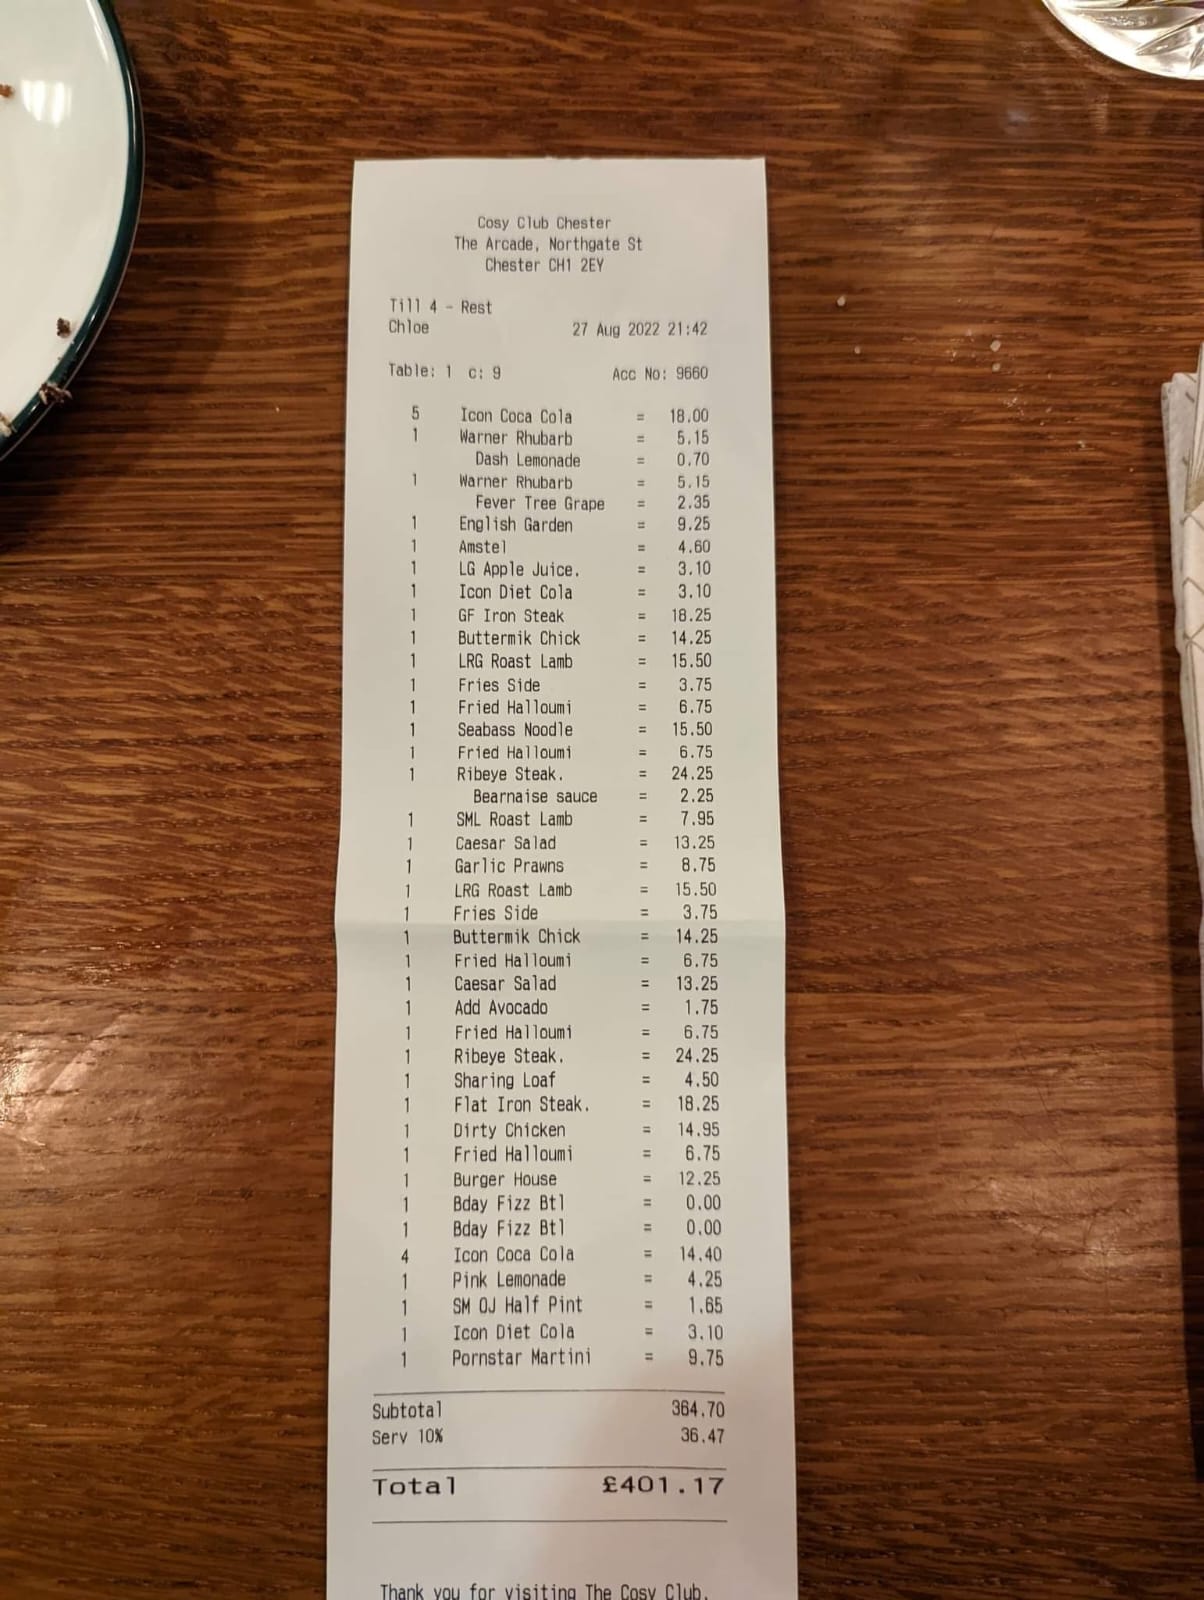 Cosy Club Chester
The Arcade, Northgate St
Chester CH1 2EY
Till 4 - Rest
Chloe 27 Aug 2022 21:42
Table: 1 c: 9 Acc No: 9660
5 Icon Coca Cola = 18.00
1 Warner Rhubarb = 5.15
Dash Lemonade = 0.70
1 Warner Rhubarb = 5.15
Fever Tree Grape = 2.35
1 English Garden = 9.25
1 Amstel = 4.60
1 LG Apple Juice. = 3.10
1 Icon Diet Cola = 3.10
1 GF Iron Steak = 18.25
1 Buttermik Chick = 14.25
1 LRG Roast Lamb = 15.50
1 Fries Side = 3.75
1 Fried Halloumi = 6.75
1 Seabass Noodle = 15.50
1 Fried Halloumi = 6.75
1 Ribeye Steak. = 24.25
Bearnaise sauce = 2.25
1 SML Roast Lamb = 7.95
1 Caesar Salad = 13.25
1 Garlic Prawns = 8.75
1 LRG Roast Lamb = 15.50
1 Fries Side = 3.75
1 Buttermik Chick = 14.25
1 Fried Halloumi = 6.75
1 Caesar Salad = 13.25
1 Add Avocado = 1.75
1 Fried Halloumi = 6.75
1 Ribeye Steak. = 24.25
1 Sharing Loaf = 4.50
1 Flat Iron Steak. = 18.25
1 Dirty Chicken = 14.95
1 Fried Halloumi = 6.75
1 Burger House = 12.25
1 Bday Fizz Btl = 0.00
1 Bday Fizz Btl = 0.00
4 Icon Coca Cola = 14.40
1 Pink Lemonade = 4.25
1 SM OJ Half Pint = 1.65
1 Icon Diet Cola = 3.10
1 Pornstar Martini = 9.75
Subtotal 364.70
Serv 10% 36.47
Total £401.17
Thank you for visiting The Cosy Club.